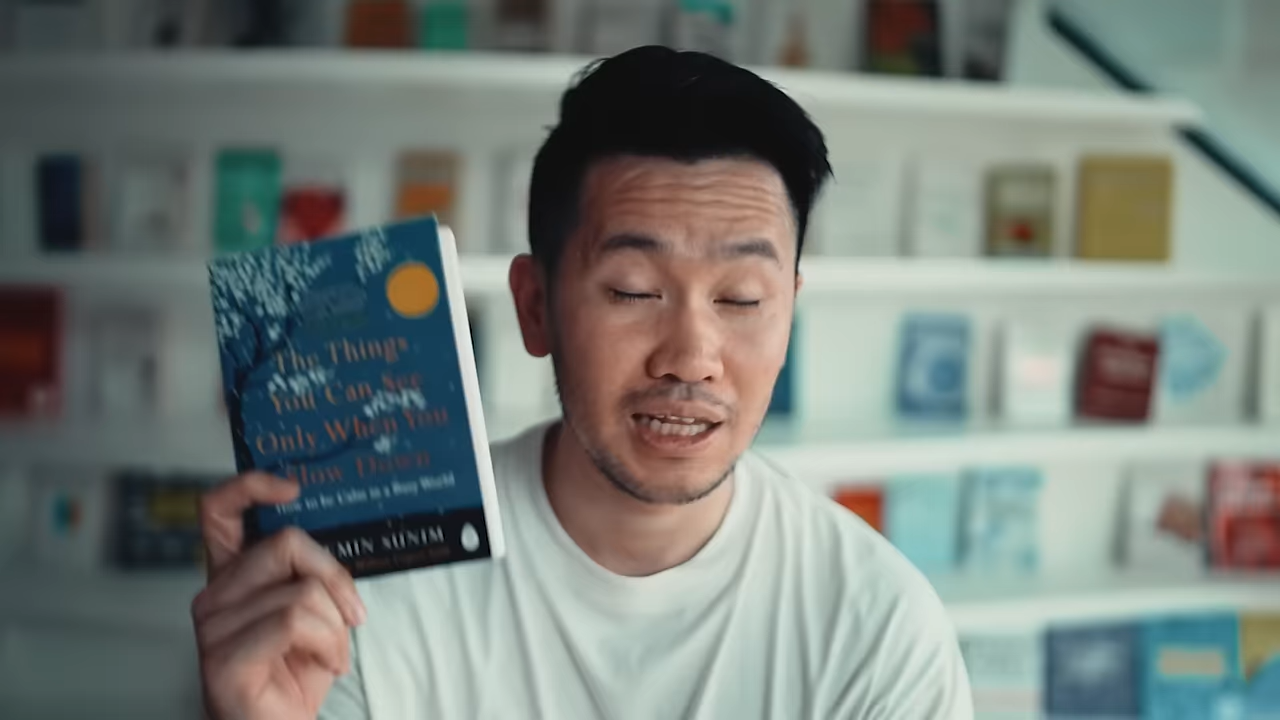 The Things
You Can See
Only When You
Slow Down
How to be Calm in a Busy World
MIN SUNIM